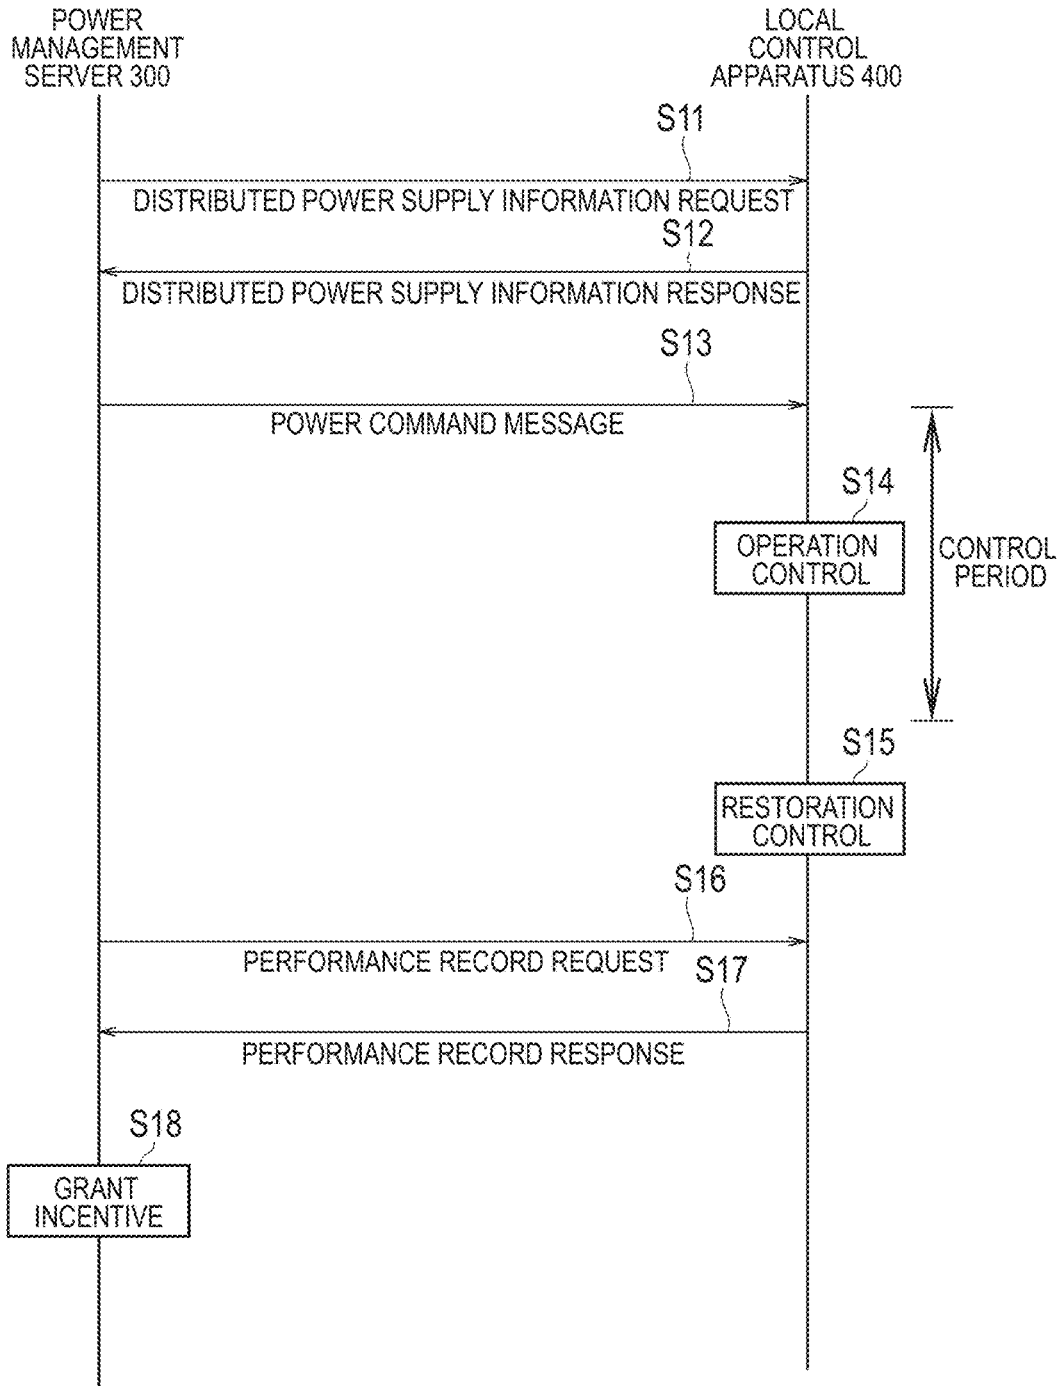 POWER
MANAGEMENT
SERVER 300
LOCAL
CONTROL
APPARATUS 400
S11
DISTRIBUTED POWER SUPPLY INFORMATION REQUEST
S12
DISTRIBUTED POWER SUPPLY INFORMATION RESPONSE
S13
POWER COMMAND MESSAGE
S14
OPERATION
CONTROL
CONTROL
PERIOD
S15
RESTORATION
CONTROL
S16
PERFORMANCE RECORD REQUEST
S17
PERFORMANCE RECORD RESPONSE
S18
GRANT
INCENTIVE